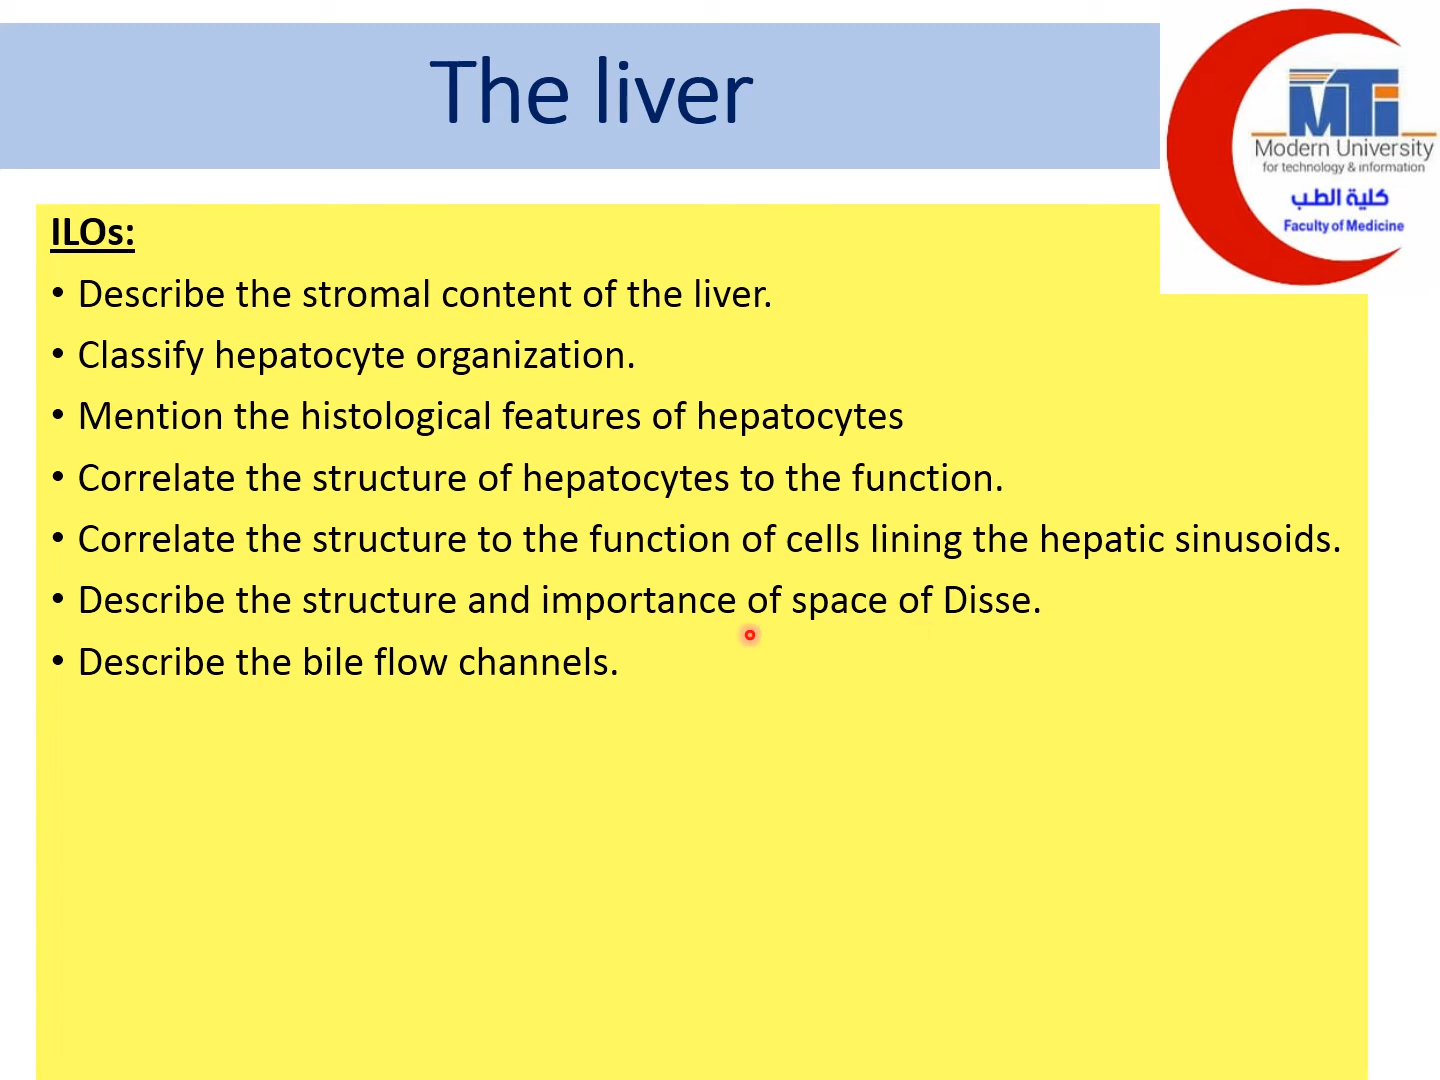 The liver
MTi
Modern University
for technology & information
كلية الطب
Faculty of Medicine
ILOs:
• Describe the stromal content of the liver.
• Classify hepatocyte organization.
• Mention the histological features of hepatocytes
• Correlate the structure of hepatocytes to the function.
• Correlate the structure to the function of cells lining the hepatic sinusoids.
• Describe the structure and importance of space of Disse.
• Describe the bile flow channels.